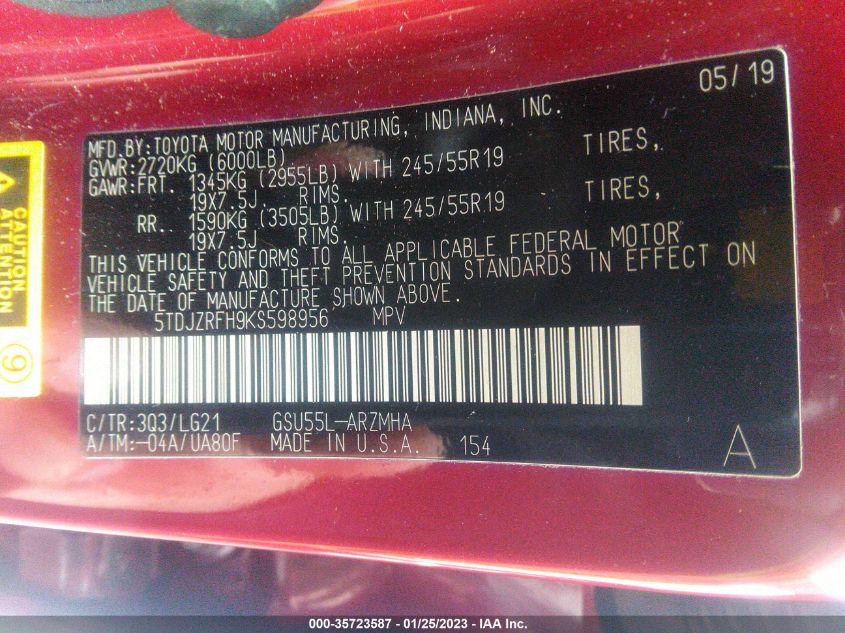 05/19
MFD.BY:TOYOTA MOTOR MANUFACTURING, INDIANA, INC.
GVWR:2720KG (6000LB)
GAWR:FRT. 1345KG (2955LB) WITH 245/55R19 TIRES,
19X7.5J RIMS.
RR.. 1590KG (3505LB) WITH 245/55R19 TIRES,
19X7.5J RIMS.
THIS VEHICLE CONFORMS TO ALL APPLICABLE FEDERAL MOTOR
VEHICLE SAFETY AND THEFT PREVENTION STANDARDS IN EFFECT ON
THE DATE OF MANUFACTURE SHOWN ABOVE.
5TDJZRFH9KS598956 MPV
C/TR:3Q3/LG21 GSU55L-ARZMHA
A/TM:-04A/UA80F MADE IN U.S.A. 154
A
CAUTION
ATTENTION
9
000-35723587 - 01/25/2023 - IAA Inc.